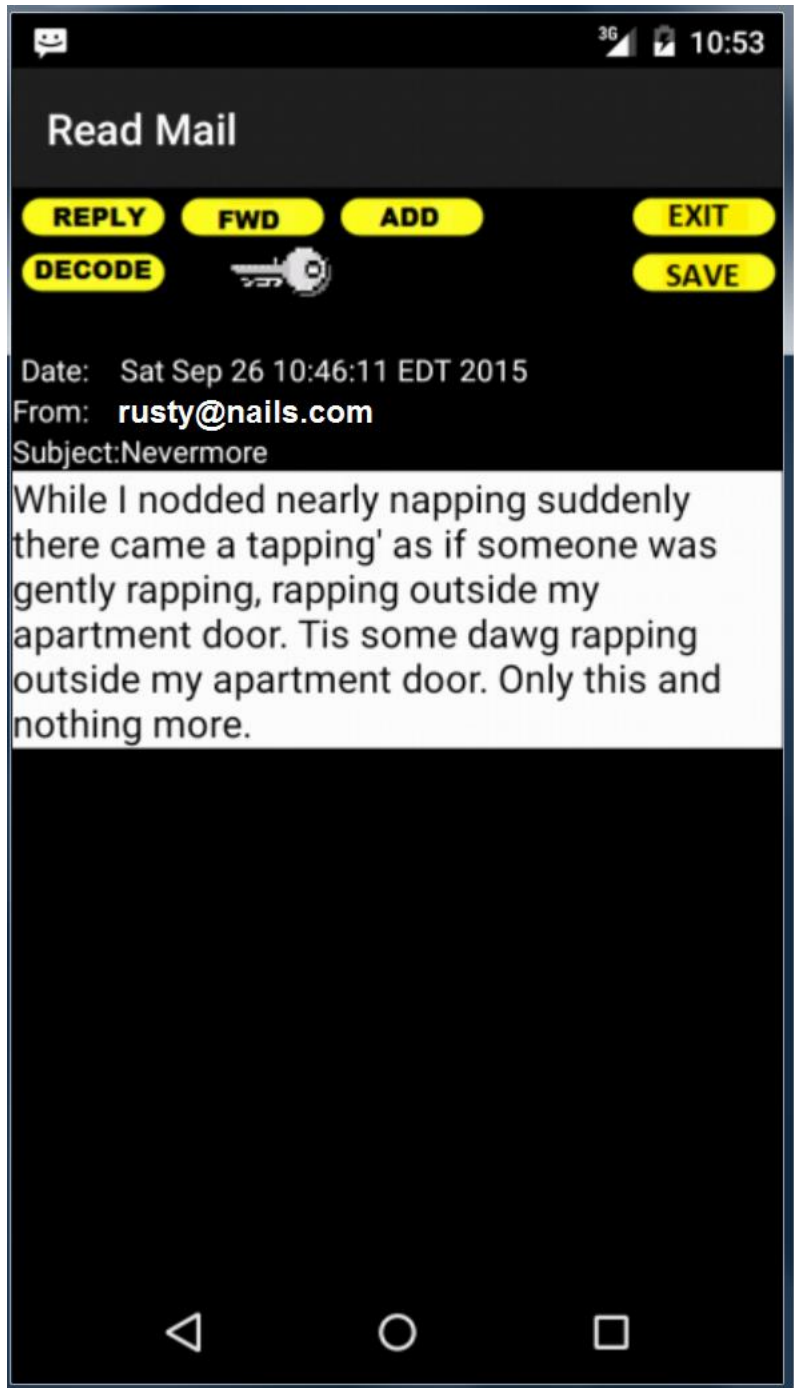 3G 10:53
Read Mail
REPLY FWD ADD EXIT
DECODE SAVE
Date: Sat Sep 26 10:46:11 EDT 2015
From: rusty@nails.com
Subject:Nevermore
While I nodded nearly napping suddenly
there came a tapping' as if someone was
gently rapping, rapping outside my
apartment door. Tis some dawg rapping
outside my apartment door. Only this and
nothing more.